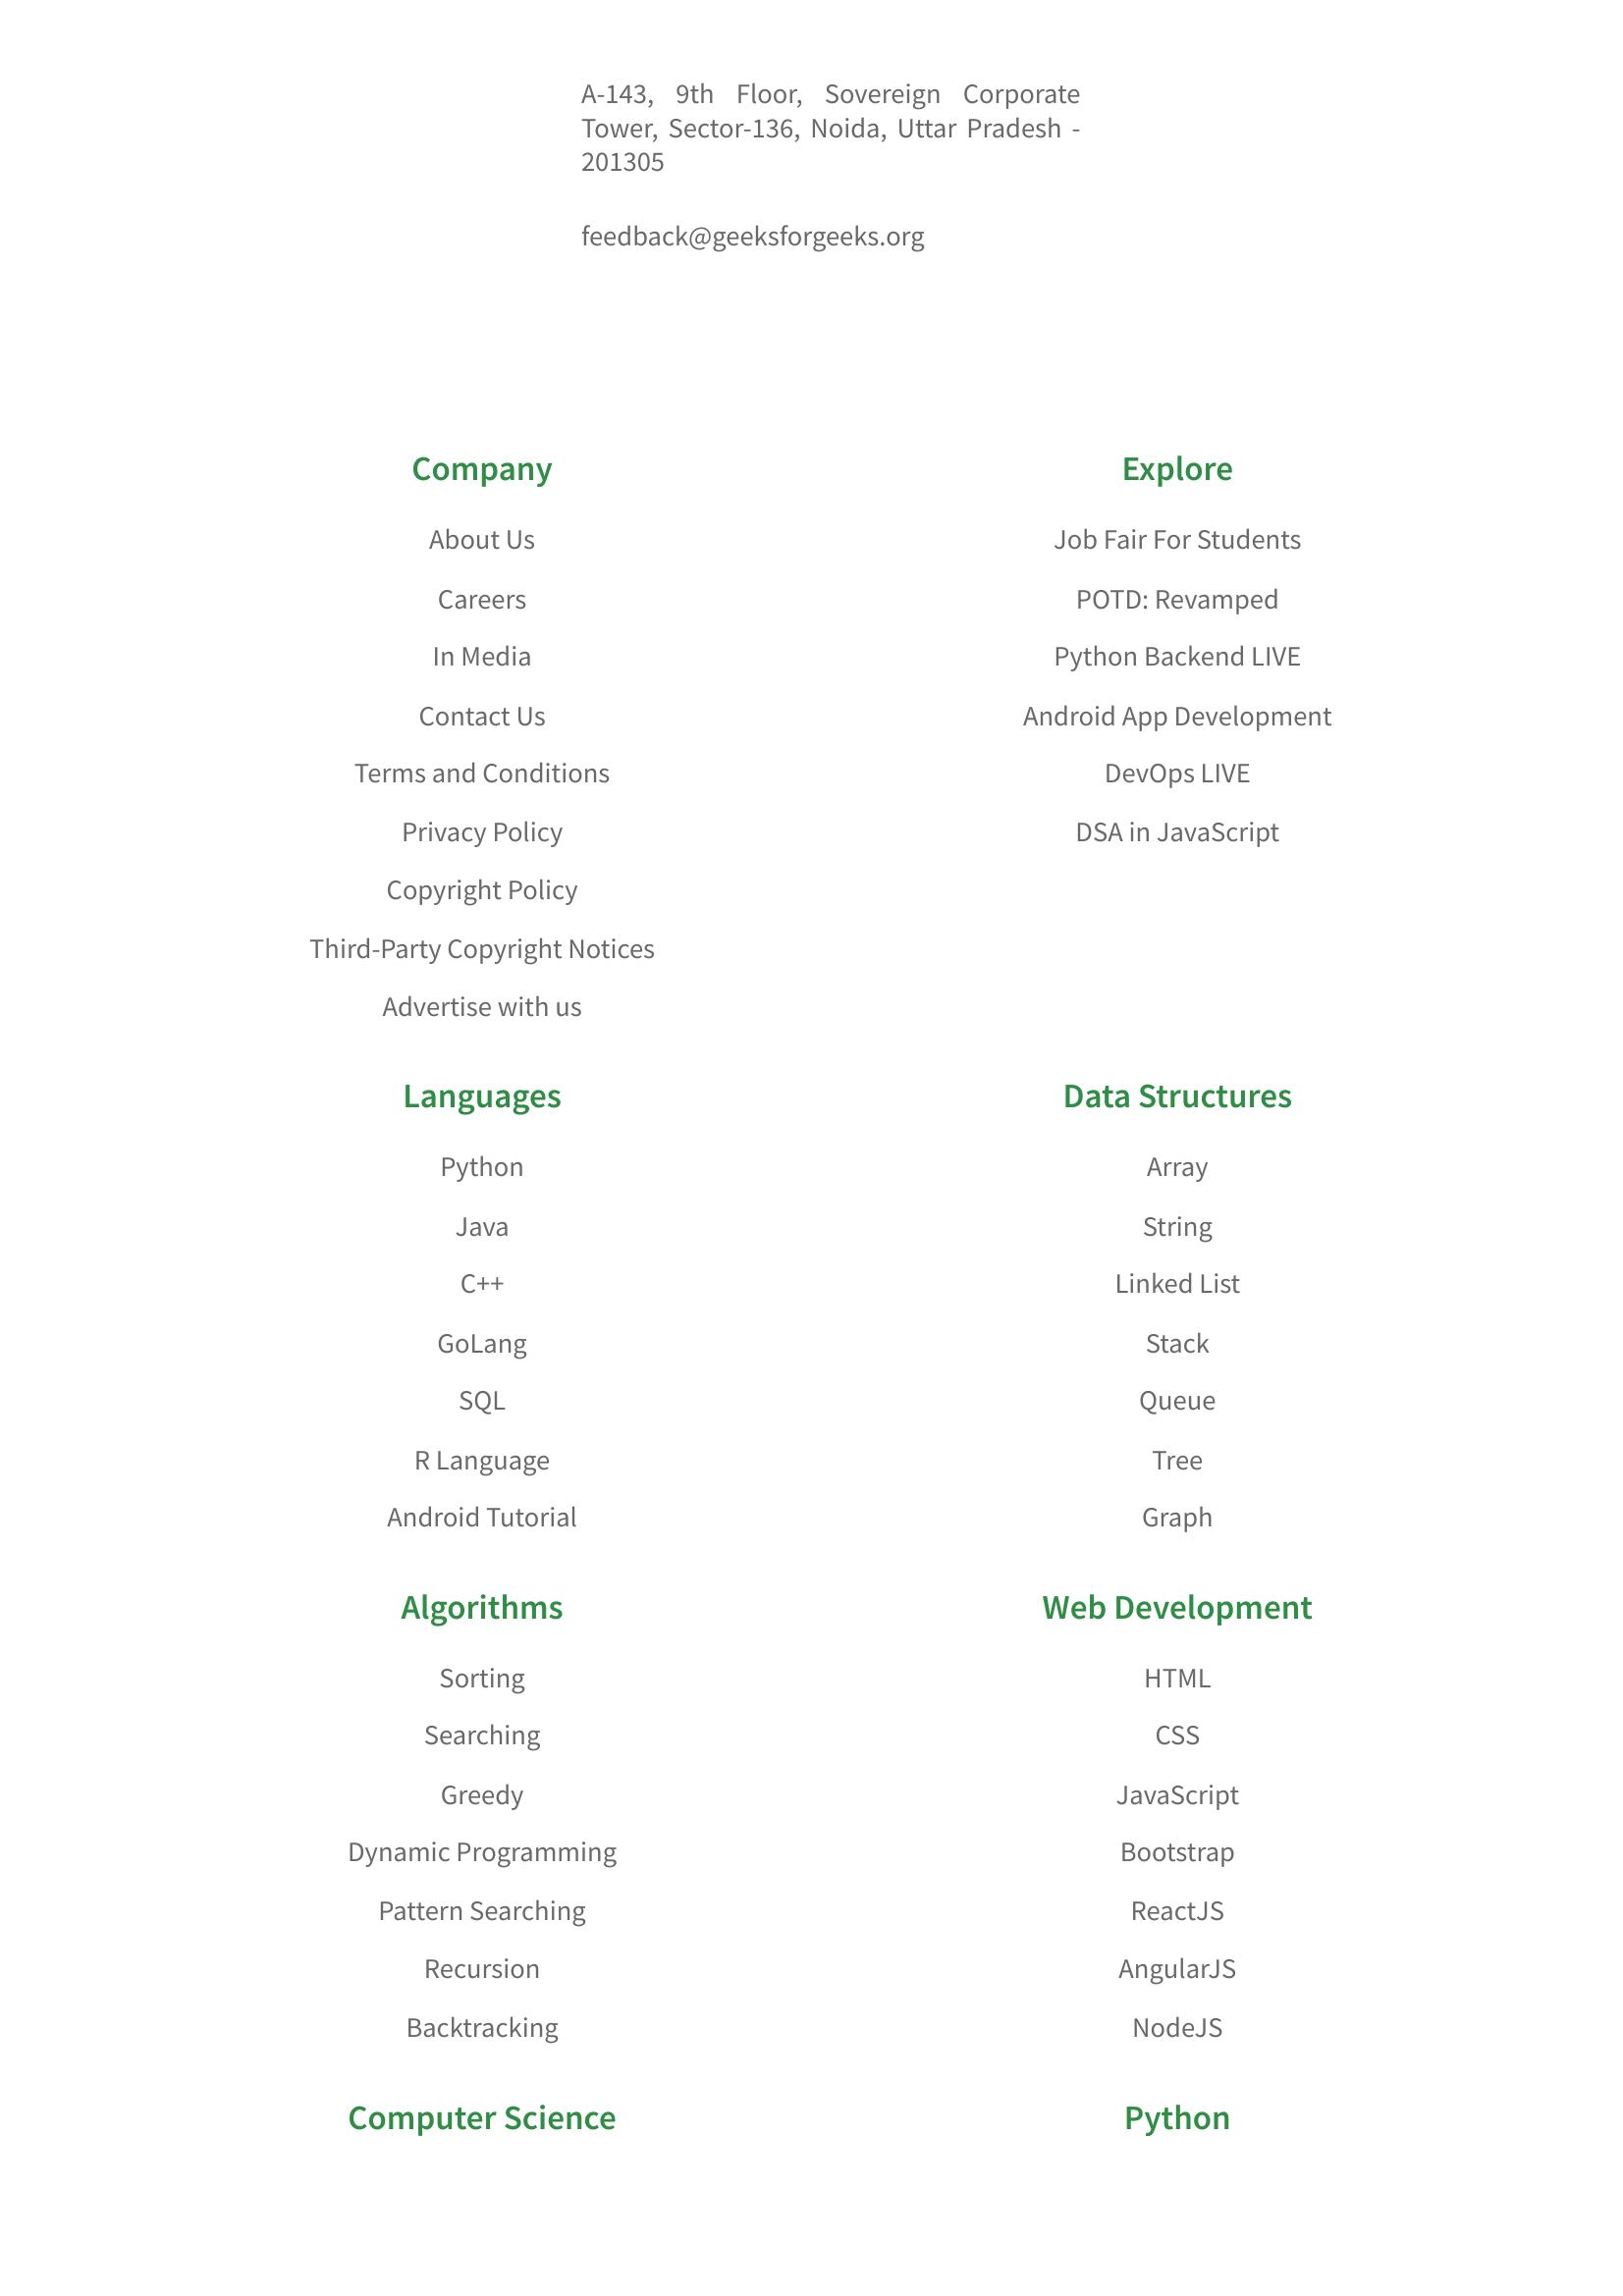 A-143, 9th Floor, Sovereign Corporate
Tower, Sector-136, Noida, Uttar Pradesh -
201305
feedback@geeksforgeeks.org
Company
About Us
Careers
In Media
Contact Us
Terms and Conditions
Privacy Policy
Copyright Policy
Third-Party Copyright Notices
Advertise with us
Explore
Job Fair For Students
POTD: Revamped
Python Backend LIVE
Android App Development
DevOps LIVE
DSA in JavaScript
Languages
Python
Java
C++
GoLang
SQL
R Language
Android Tutorial
Data Structures
Array
String
Linked List
Stack
Queue
Tree
Graph
Algorithms
Sorting
Searching
Greedy
Dynamic Programming
Pattern Searching
Recursion
Backtracking
Web Development
HTML
CSS
JavaScript
Bootstrap
ReactJS
AngularJS
NodeJS
Computer Science
Python